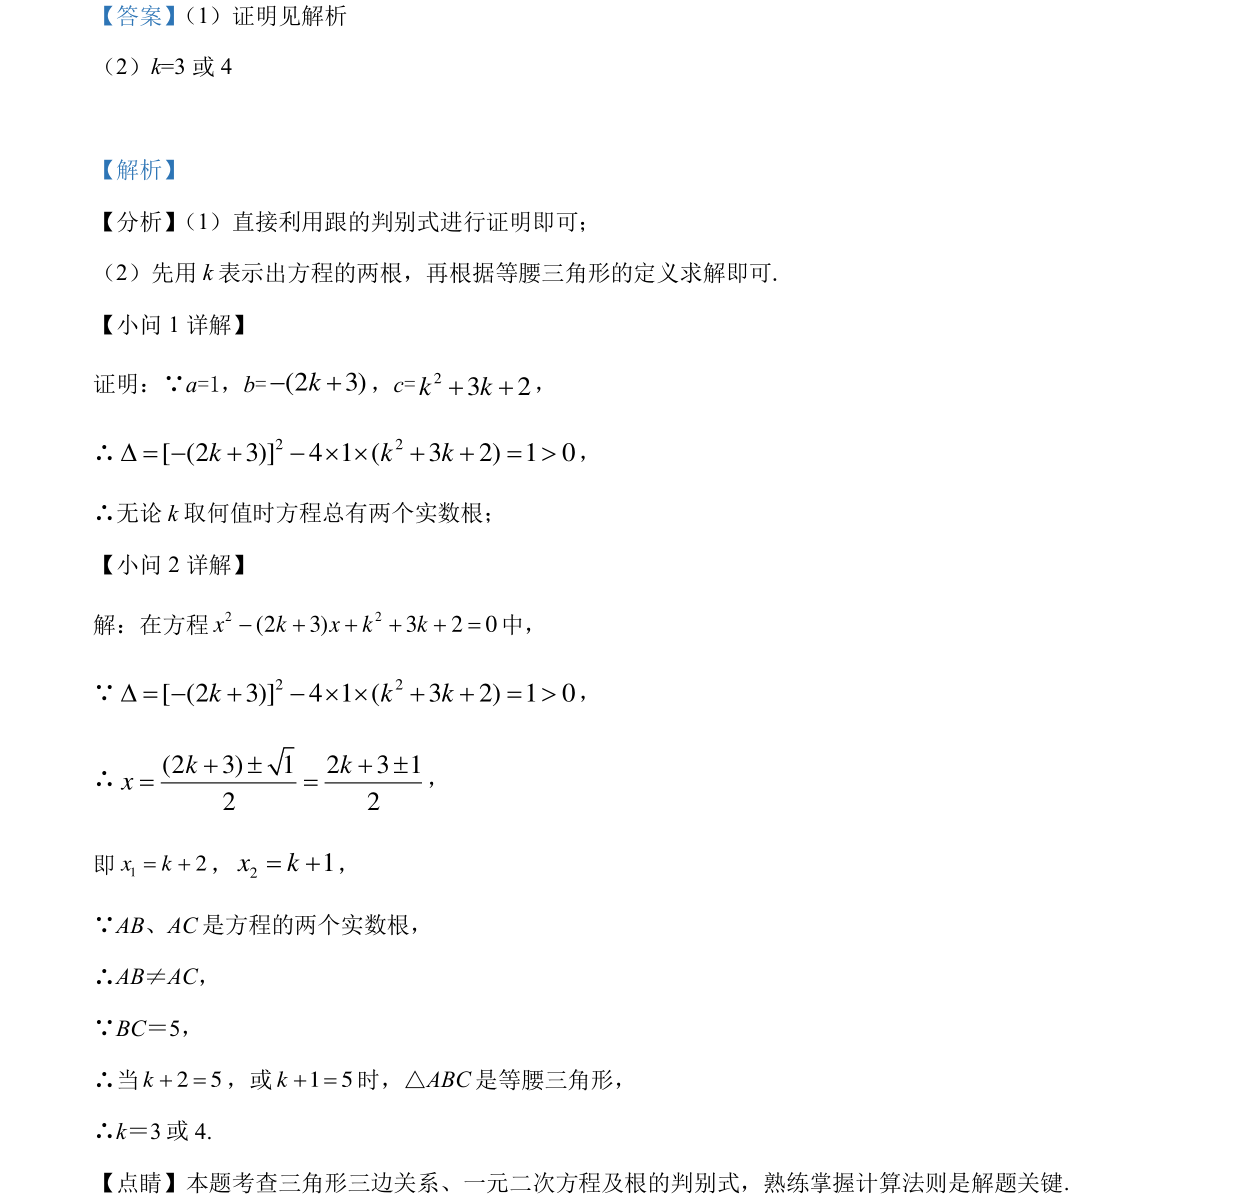 【答案】（1）证明见解析
（2）k=3 或 4
【解析】
【分析】（1）直接利用跟的判别式进行证明即可；
（2）先用 k 表示出方程的两根，再根据等腰三角形的定义求解即可．
【小问 1 详解】
证明：∵a=1，b=−(2k+3)，c=k²+3k+2，
∴Δ=[−(2k+3)]²−4×1×(k²+3k+2)=1>0，
∴无论 k 取何值时方程总有两个实数根；
【小问 2 详解】
解：在方程 x²−(2k+3)x+k²+3k+2=0 中，
∵Δ=[−(2k+3)]²−4×1×(k²+3k+2)=1>0，
∴x=((2k+3)±√1)/2=(2k+3±1)/2，
即 x₁=k+2，x₂=k+1，
∵AB、AC 是方程的两个实数根，
∴AB≠AC，
∵BC＝5，
∴当 k+2=5，或 k+1=5 时，△ABC 是等腰三角形，
∴k＝3 或 4.
【点睛】本题考查三角形三边关系、一元二次方程及根的判别式，熟练掌握计算法则是解题关键．